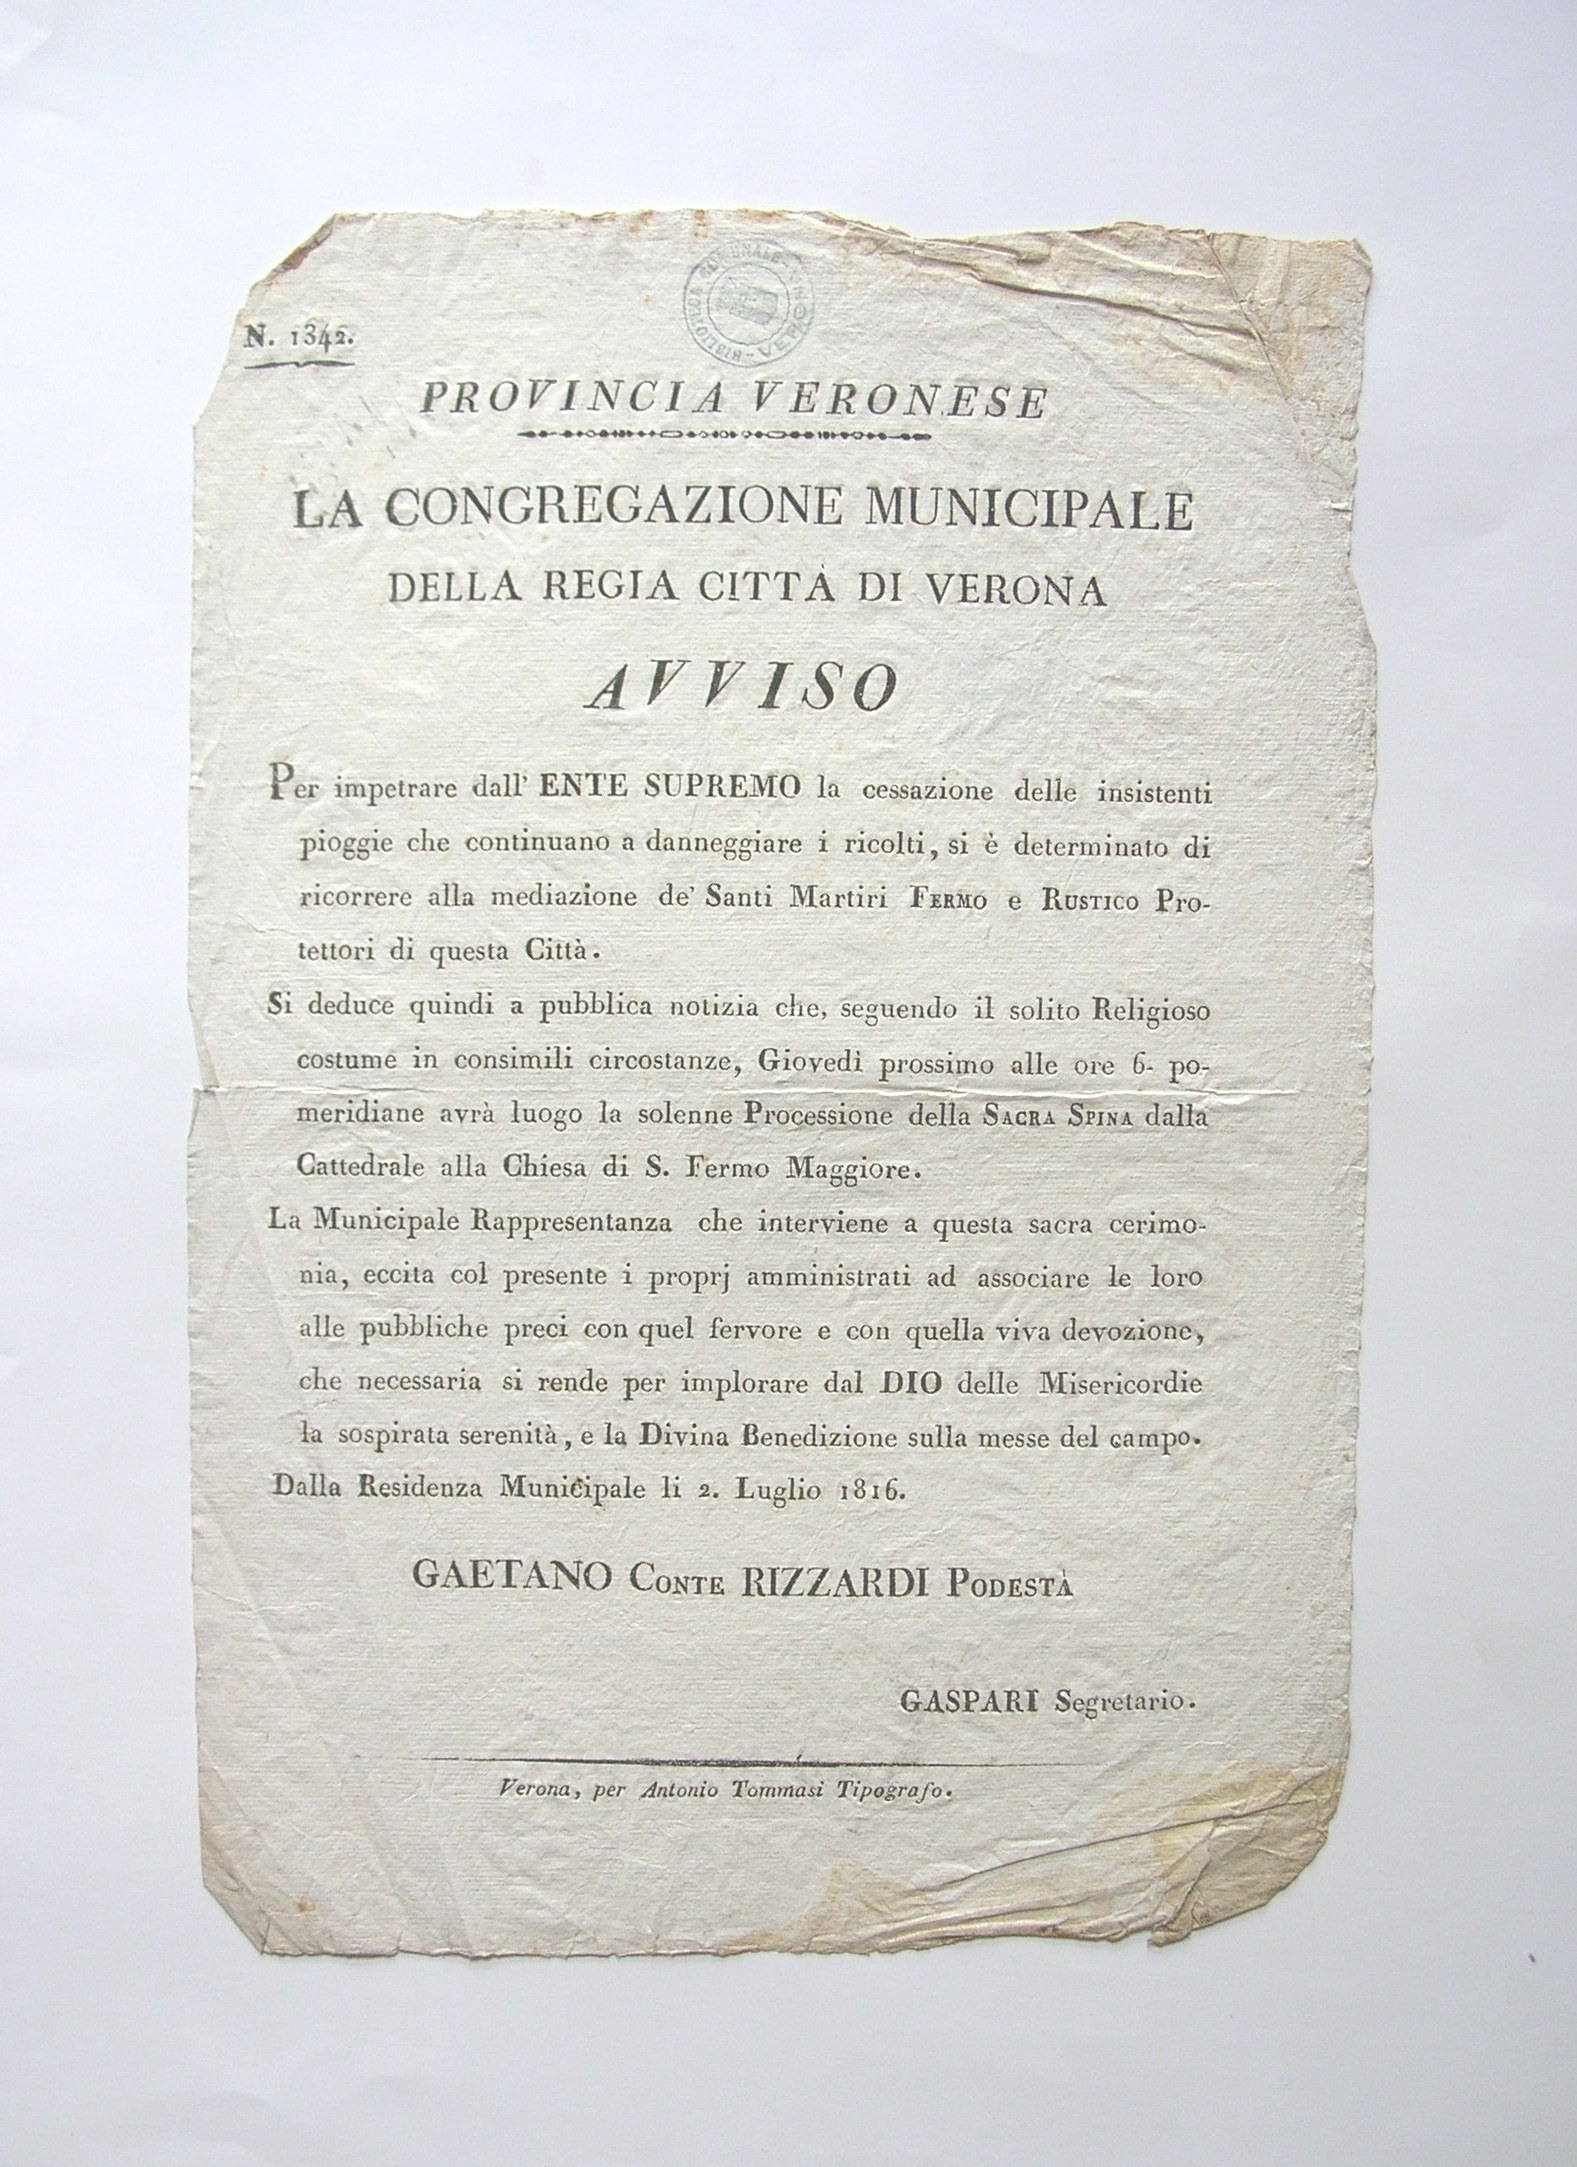 BIBLIOTECA COMUNALE VERONA
N. 1342.
PROVINCIA VERONESE
LA CONGREGAZIONE MUNICIPALE
DELLA REGIA CITTÀ DI VERONA
AVVISO
Per impetrare dall' ENTE SUPREMO la cessazione delle insistenti
pioggie che continuano a danneggiare i ricolti, si è determinato di
ricorrere alla mediazione de' Santi Martiri FERMO e RUSTICO Pro-
tettori di questa Città.
Si deduce quindi a pubblica notizia che, seguendo il solito Religioso
costume in consimili circostanze, Giovedì prossimo alle ore 6. po-
meridiane avrà luogo la solenne Processione della SACRA SPINA dalla
Cattedrale alla Chiesa di S. Fermo Maggiore.
La Municipale Rappresentanza che interviene a questa sacra cerimo-
nia, eccita col presente i proprj amministrati ad associare le loro
alle pubbliche preci con quel fervore e con quella viva devozione,
che necessaria si rende per implorare dal DIO delle Misericordie
la sospirata serenità, e la Divina Benedizione sulla messe del campo.
Dalla Residenza Municipale li 2. Luglio 1816.
GAETANO CONTE RIZZARDI PODESTÀ
GASPARI Segretario.
Verona, per Antonio Tommasi Tipografo.